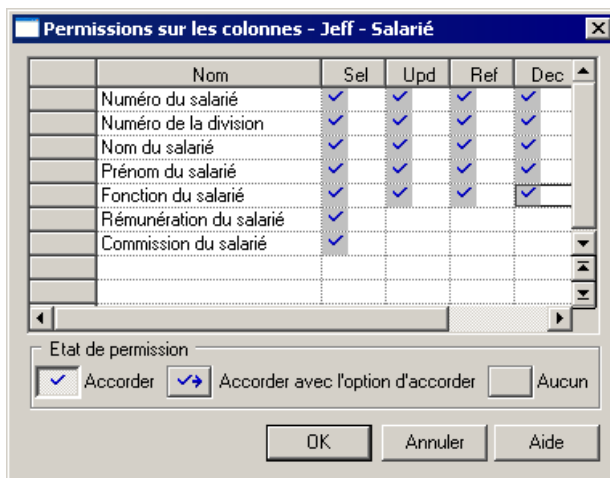 Permissions sur les colonnes - Jeff - Salarié
Nom Sel Upd Ref Dec
Numéro du salarié
Numéro de la division
Nom du salarié
Prénom du salarié
Fonction du salarié
Rémunération du salarié
Commission du salarié
Etat de permission
Accorder Accorder avec l'option d'accorder Aucun
OK Annuler Aide